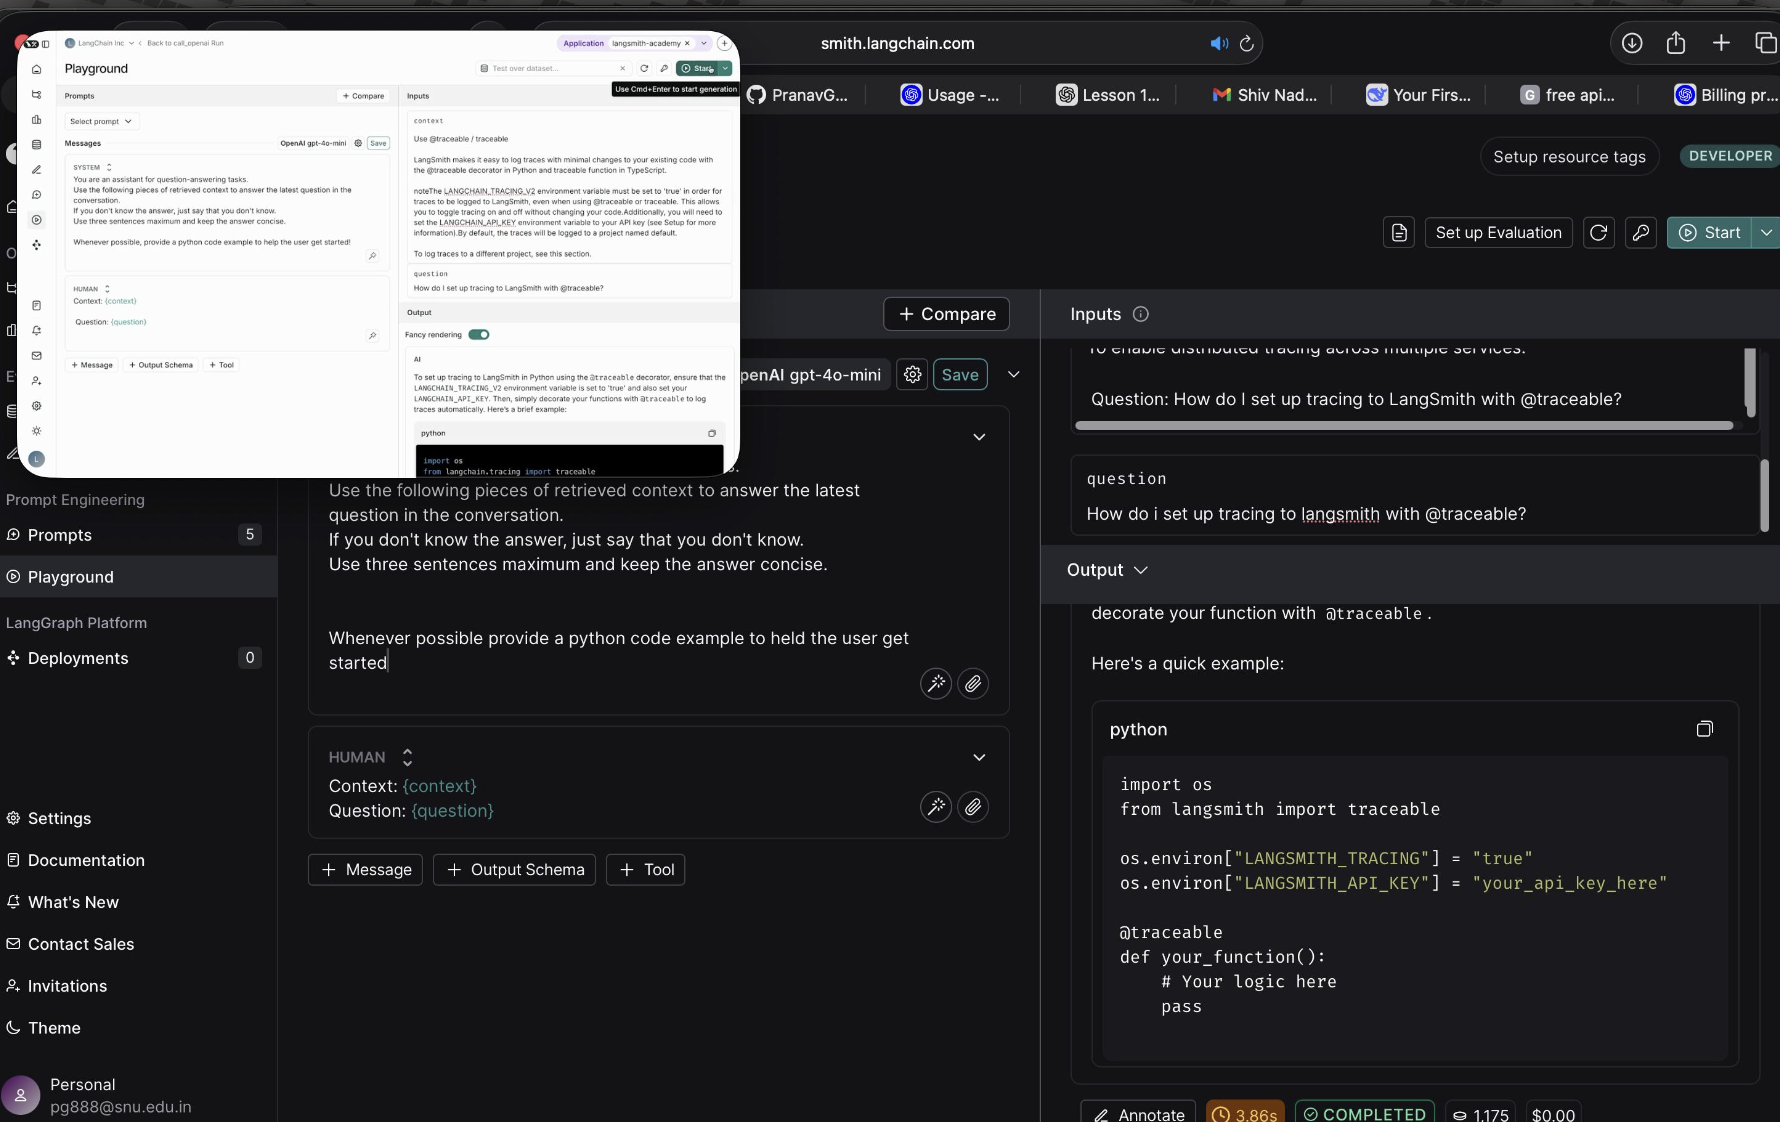 smith.langchain.com
PranavG...
Usage -...
Lesson 1...
Shiv Nad...
Your Firs...
free api...
Billing pr...
LangChain Inc
Back to call_openai Run
Application langsmith-academy
Playground
Test over dataset...
Start
Use Cmd+Enter to start generation
Prompts
+ Compare
Select prompt
Messages
OpenAI gpt-4o-mini
Save
SYSTEM
You are an assistant for question-answering tasks.
Use the following pieces of retrieved context to answer the latest question in the
conversation.
If you don't know the answer, just say that you don't know.
Use three sentences maximum and keep the answer concise.
Whenever possible, provide a python code example to help the user get started!
HUMAN
Context: {context}
Question: {question}
+ Message
+ Output Schema
+ Tool
Inputs
context
Use @traceable / traceable
LangSmith makes it easy to log traces with minimal changes to your existing code with
the @traceable decorator in Python and traceable function in TypeScript.
noteThe LANGCHAIN_TRACING_V2 environment variable must be set to 'true' in order for
traces to be logged to LangSmith, even when using @traceable or traceable. This allows
you to toggle tracing on and off without changing your code.Additionally, you will need to
set the LANGCHAIN_API_KEY environment variable to your API key (see Setup for more
information).By default, the traces will be logged to a project named default.
To log traces to a different project, see this section.
question
How do I set up tracing to LangSmith with @traceable?
Output
Fancy rendering
AI
To set up tracing to LangSmith in Python using the @traceable decorator, ensure that the
LANGCHAIN_TRACING_V2 environment variable is set to 'true' and also set your
LANGCHAIN_API_KEY. Then, simply decorate your functions with @traceable to log
traces automatically. Here's a brief example:
python
import os
from langchain.tracing import traceable
Setup resource tags
DEVELOPER
Set up Evaluation
Start
+ Compare
penAI gpt-4o-mini
Save
Use the following pieces of retrieved context to answer the latest
question in the conversation.
If you don't know the answer, just say that you don't know.
Use three sentences maximum and keep the answer concise.
Whenever possible provide a python code example to held the user get
started
HUMAN
Context: {context}
Question: {question}
+ Message
+ Output Schema
+ Tool
Prompt Engineering
Prompts 5
Playground
LangGraph Platform
Deployments 0
Settings
Documentation
What's New
Contact Sales
Invitations
Theme
Personal
pg888@snu.edu.in
Inputs
To enable distributed tracing across multiple services.
Question: How do I set up tracing to LangSmith with @traceable?
question
How do i set up tracing to langsmith with @traceable?
Output
decorate your function with @traceable .
Here's a quick example:
python
import os
from langsmith import traceable
os.environ["LANGSMITH_TRACING"] = "true"
os.environ["LANGSMITH_API_KEY"] = "your_api_key_here"
@traceable
def your_function():
# Your logic here
pass
Annotate
3.86s
COMPLETED
1,175
$0.00